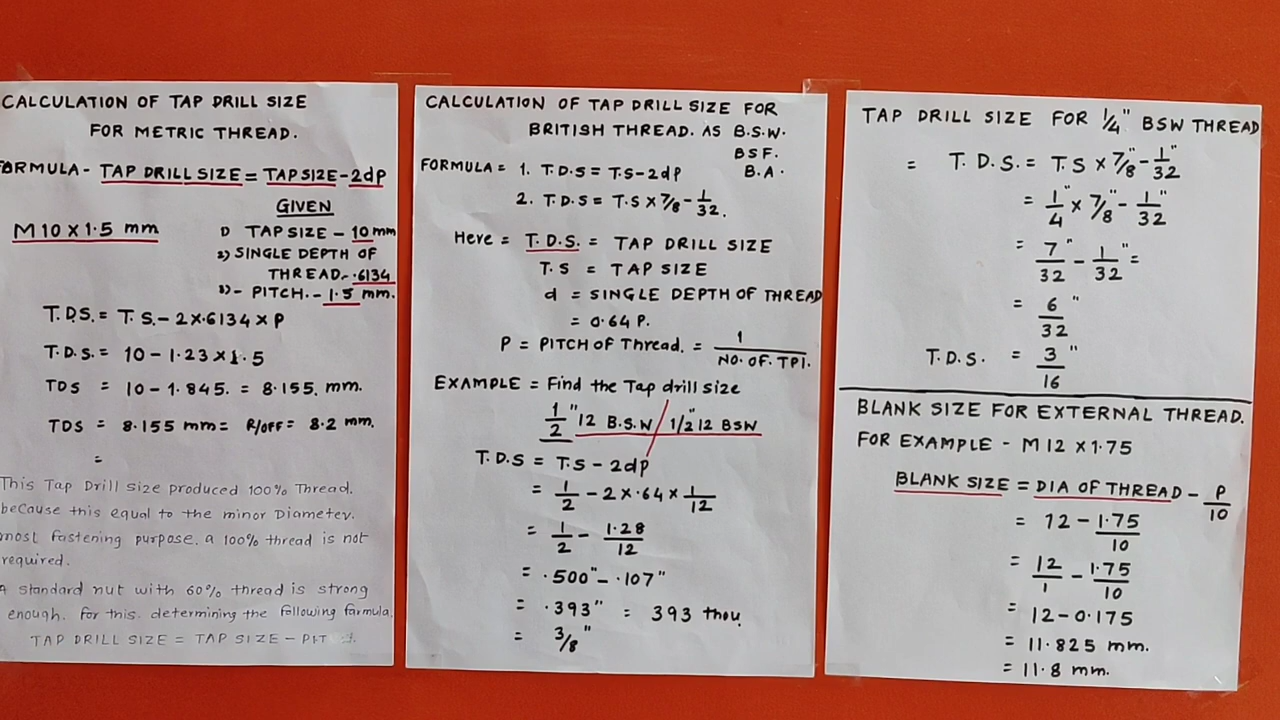 CALCULATION OF TAP DRILL SIZE
FOR METRIC THREAD.
FORMULA - TAP DRILL SIZE = TAP SIZE - 2dP
GIVEN
M 10 x 1.5 mm
1) TAP SIZE - 10 mm
2) SINGLE DEPTH OF
THREAD - .6134
3) - PITCH. - 1.5 mm.
T.D.S. = T.S - 2 x .6134 x P
T.D.S. = 10 - 1.23 x 1.5
TDS = 10 - 1.845. = 8.155. mm.
TDS = 8.155 mm = R/OFF = 8.2 mm.
=
This Tap Drill size produced 100% Thread.
because this equal to the minor Diameter.
most fastening purpose. a 100% thread is not
required.
A standard nut with 60% thread is strong
enough. for this. determining the following farmula.
TAP DRILL SIZE = TAP SIZE -
CALCULATION OF TAP DRILL SIZE FOR
BRITISH THREAD. AS B.S.W.
BSF.
B.A.
FORMULA = 1. T.D.S = T.S - 2dP
2. T.D.S = T.S x 7/8 - 1/32.
Here = T.D.S. = TAP DRILL SIZE
T.S = TAP SIZE
d = SINGLE DEPTH OF THREAD
= 0.64 P.
P = PITCH OF Thread. = 1/NO. OF. TPI.
EXAMPLE = Find the Tap drill size
1/2" 12 B.S.W / 1/2" 12 BSW
T.D.S = T.S - 2dP
= 1/2 - 2 x .64 x 1/12
= 1/2 - 1.28/12
= .500" - .107"
= .393" = 393 thou.
= 3/8"
TAP DRILL SIZE FOR 1/4" BSW THREAD
= T.D.S. = T.S x 7/8" - 1/32"
= 1/4" x 7/8" - 1/32"
= 7/32" - 1/32" =
= 6/32"
T.D.S. = 3/16"
BLANK SIZE FOR EXTERNAL THREAD.
FOR EXAMPLE - M 12 x 1.75
BLANK SIZE = DIA OF THREAD - P/10
= 12 - 1.75/10
= 12/1 - 1.75/10
= 12 - 0.175
= 11.825 mm.
= 11.8 mm.